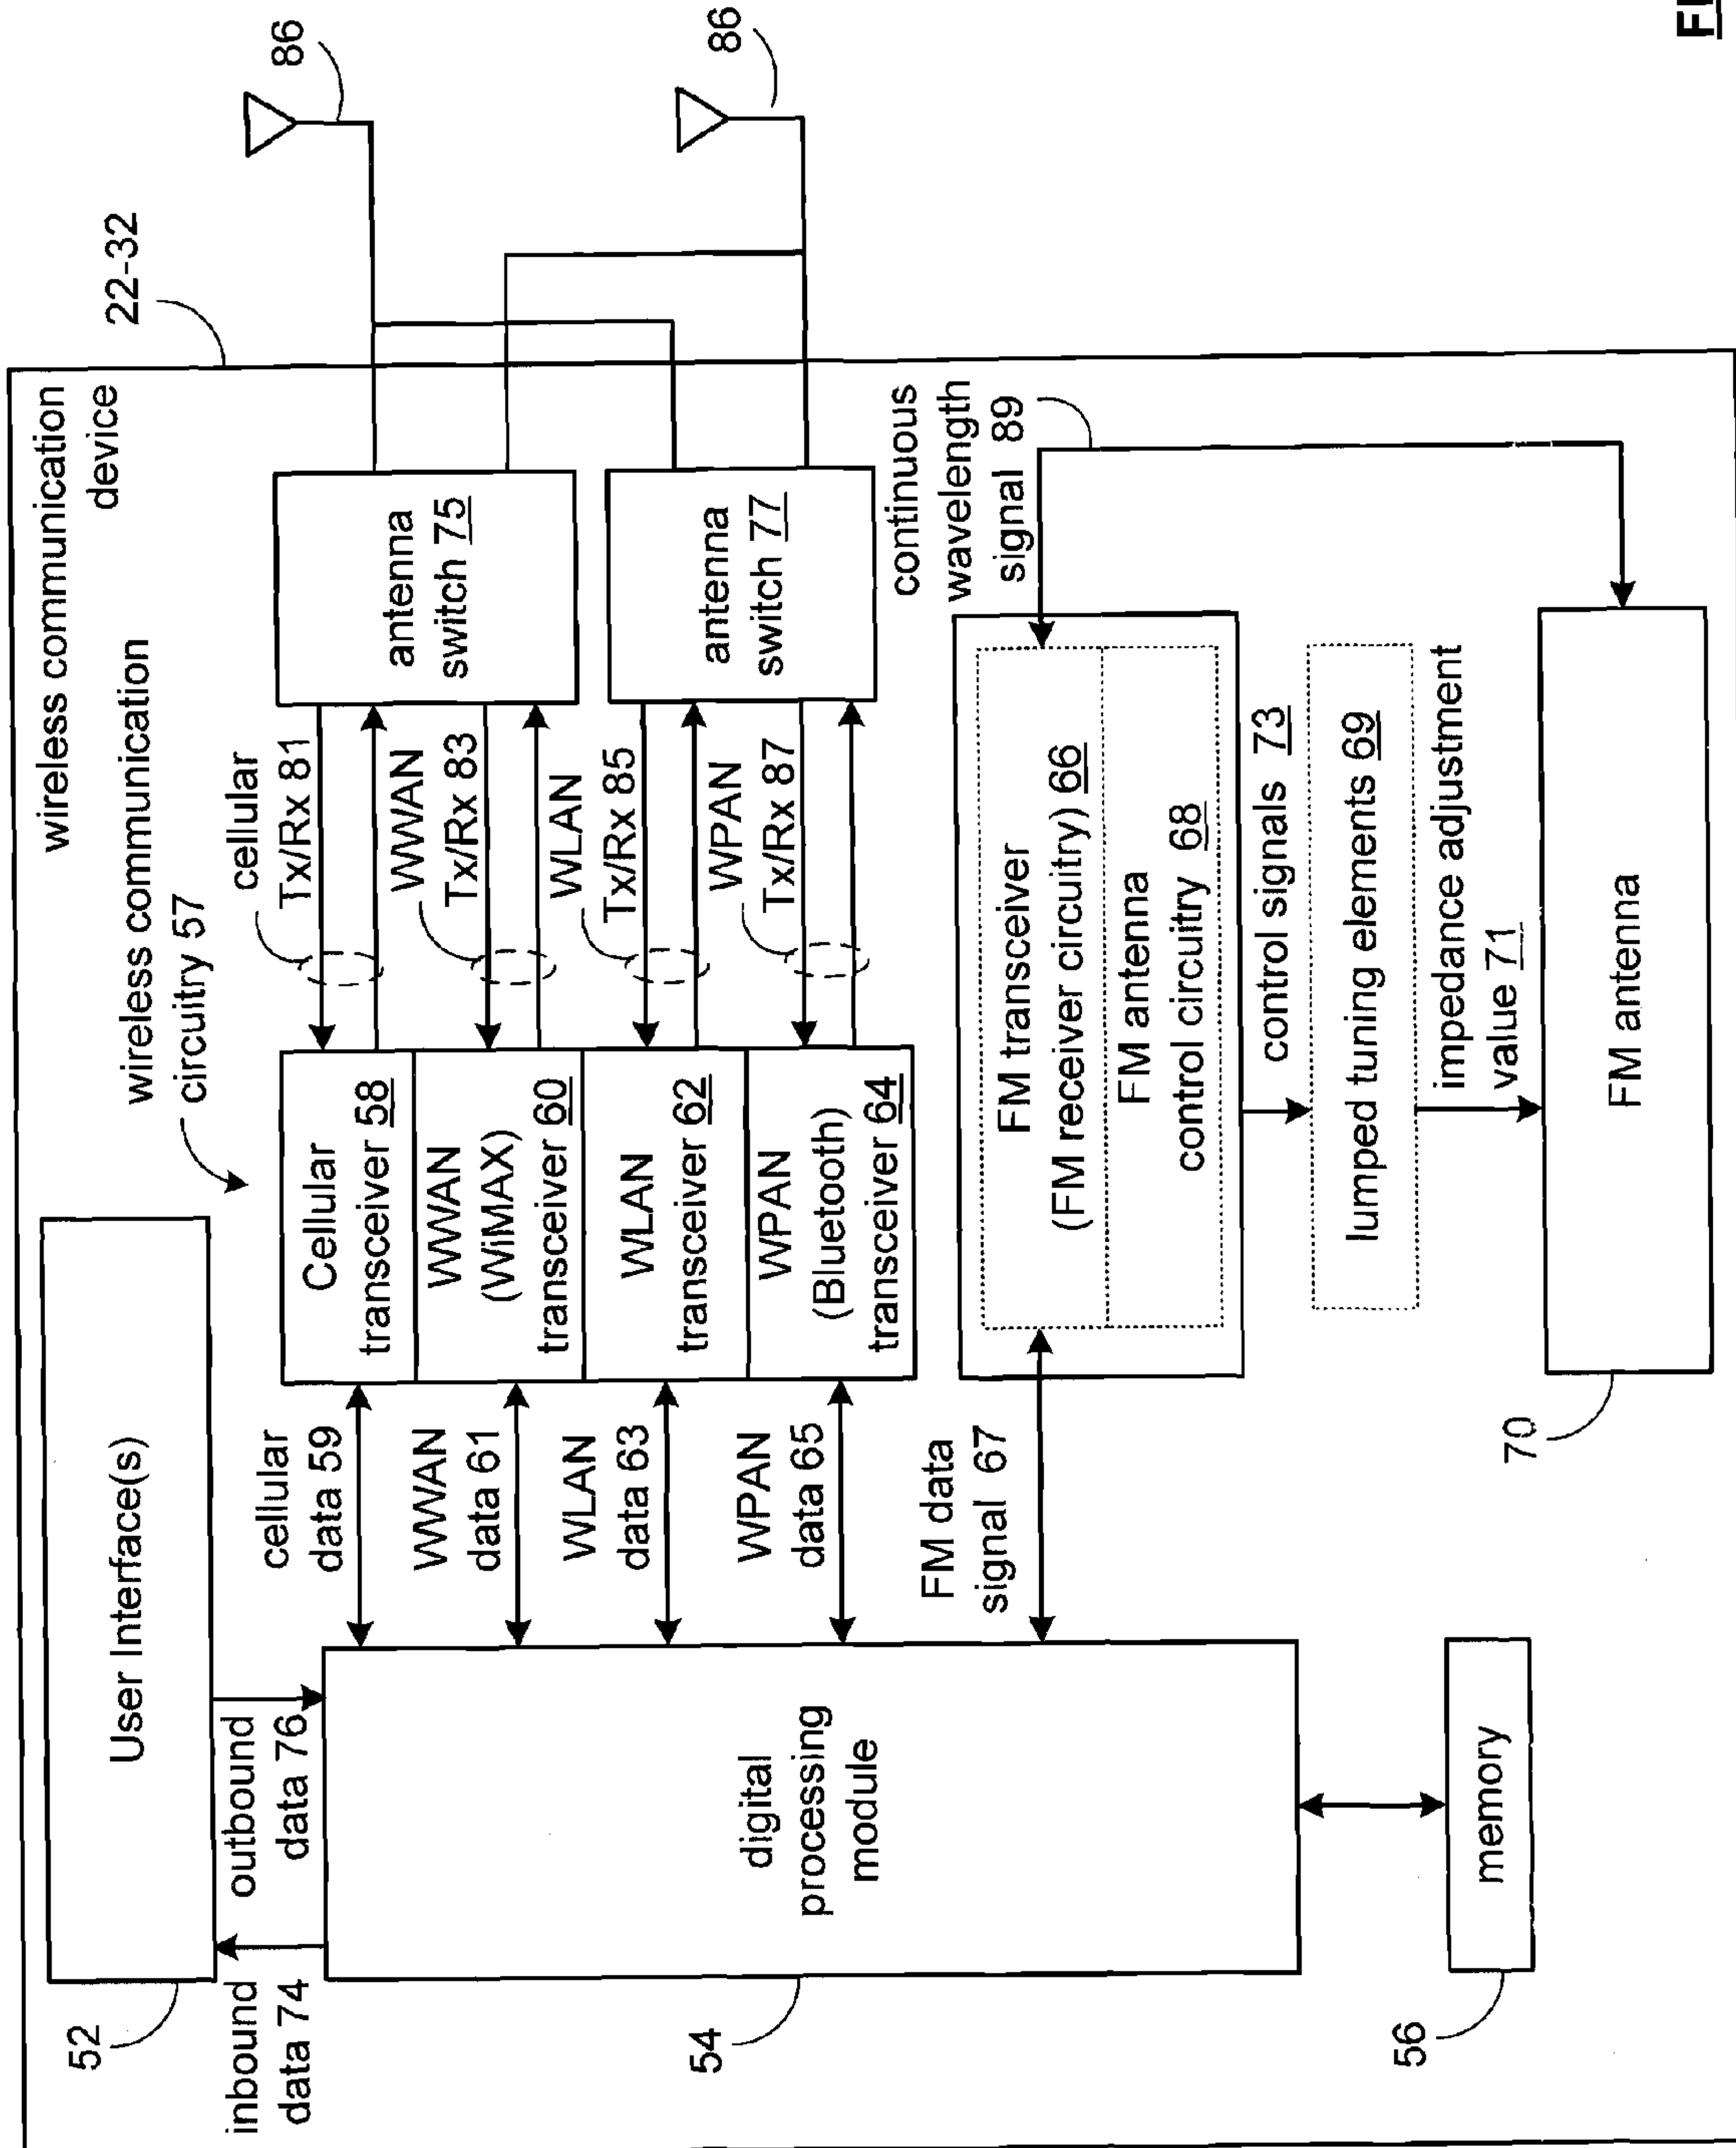 wireless communication
device
22-32
86
86
wireless communication
circuitry 57
User Interface(s)
52
inbound
data 74
outbound
data 76
digital
processing
module
54
memory
56
cellular
data 59
WWAN
data 61
WLAN
data 63
WPAN
data 65
FM data
signal 67
Cellular
transceiver 58
WWAN
(WiMAX)
transceiver 60
WLAN
transceiver 62
WPAN
(Bluetooth)
transceiver 64
cellular
Tx/Rx 81
WWAN
Tx/Rx 83
WLAN
Tx/Rx 85
WPAN
Tx/Rx 87
antenna
switch 75
antenna
switch 77
continuous
wavelength
signal 89
FM transceiver
(FM receiver circuitry) 66
FM antenna
control circuitry 68
control signals 73
lumped tuning elements 69
impedance adjustment
value 71
FM antenna
70